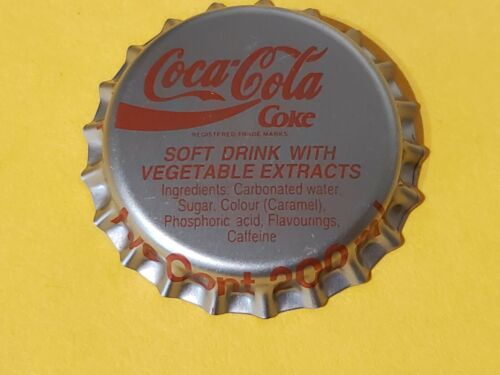 Coca-Cola
Coke
REGISTERED TRADE MARKS
SOFT DRINK WITH
VEGETABLE EXTRACTS
Ingredients: Carbonated water,
Sugar, Colour (Caramel),
Phosphoric acid, Flavourings,
Caffeine
Cont 200